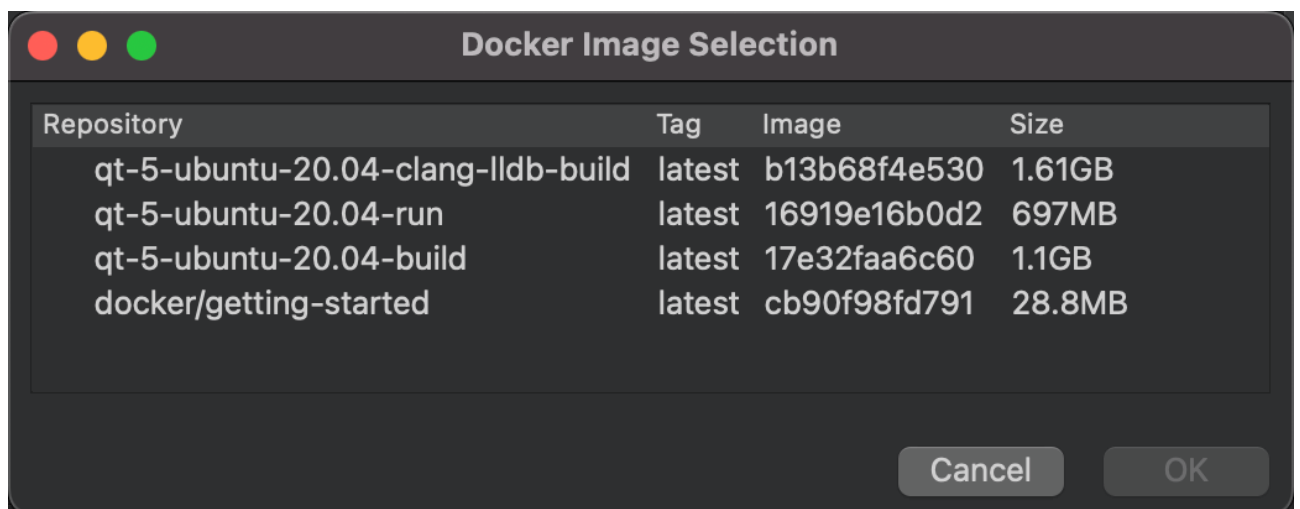 Docker Image Selection
Repository Tag Image Size
qt-5-ubuntu-20.04-clang-lldb-build latest b13b68f4e530 1.61GB
qt-5-ubuntu-20.04-run latest 16919e16b0d2 697MB
qt-5-ubuntu-20.04-build latest 17e32faa6c60 1.1GB
docker/getting-started latest cb90f98fd791 28.8MB
Cancel OK